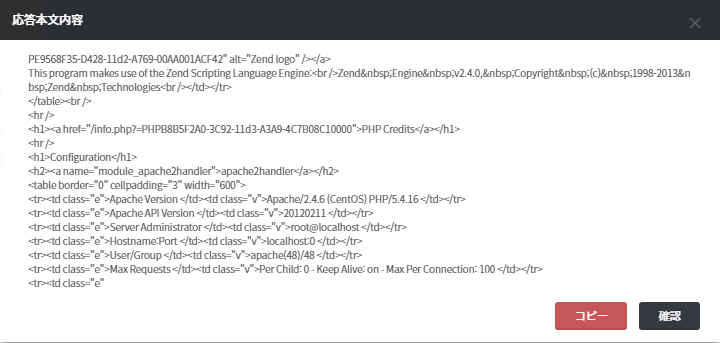 応答本文内容
PE9568F35-D428-11d2-A769-00AA001ACF42" alt="Zend logo" /></a>
This program makes use of the Zend Scripting Language Engine:<br />Zend&nbsp;Engine&nbsp;v2.4.0,&nbsp;Copyright&nbsp;(c)&nbsp;1998-2013&n
bsp;Zend&nbsp;Technologies<br /></td></tr>
</table><br />
<hr />
<h1><a href="/info.php?=PHPB8B5F2A0-3C92-11d3-A3A9-4C7B08C10000">PHP Credits</a></h1>
<hr />
<h1>Configuration</h1>
<h2><a name="module_apache2handler">apache2handler</a></h2>
<table border="0" cellpadding="3" width="600">
<tr><td class="e">Apache Version </td><td class="v">Apache/2.4.6 (CentOS) PHP/5.4.16 </td></tr>
<tr><td class="e">Apache API Version </td><td class="v">20120211 </td></tr>
<tr><td class="e">Server Administrator </td><td class="v">root@localhost </td></tr>
<tr><td class="e">Hostname:Port </td><td class="v">localhost:0 </td></tr>
<tr><td class="e">User/Group </td><td class="v">apache(48)/48 </td></tr>
<tr><td class="e">Max Requests </td><td class="v">Per Child: 0 - Keep Alive: on - Max Per Connection: 100 </td></tr>
<tr><td class="e"
コピー 確認